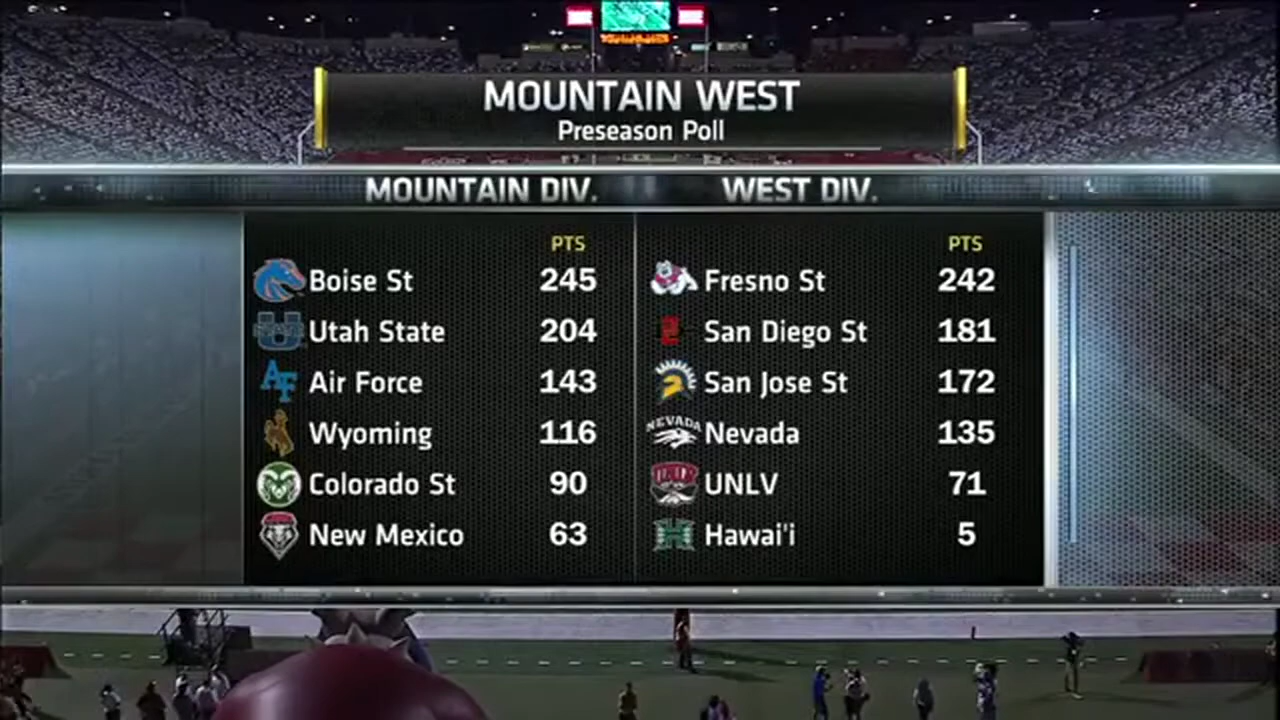 MOUNTAIN WEST
Preseason Poll
MOUNTAIN DIV. WEST DIV.
PTS PTS
Boise St 245 Fresno St 242
Utah State 204 San Diego St 181
Air Force 143 San Jose St 172
Wyoming 116 NEVADA Nevada 135
Colorado St 90 UNLV UNLV 71
New Mexico 63 H Hawai'i 5